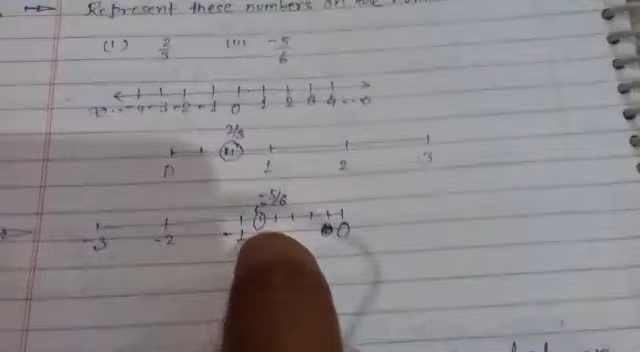 Represent these numbers on the
(i) 2/3 (ii) -5/6
-4 -3 -2 -1 0 1 2 3 4
2/3
0 1 2 3
-5/6
-3 -2 -1 0